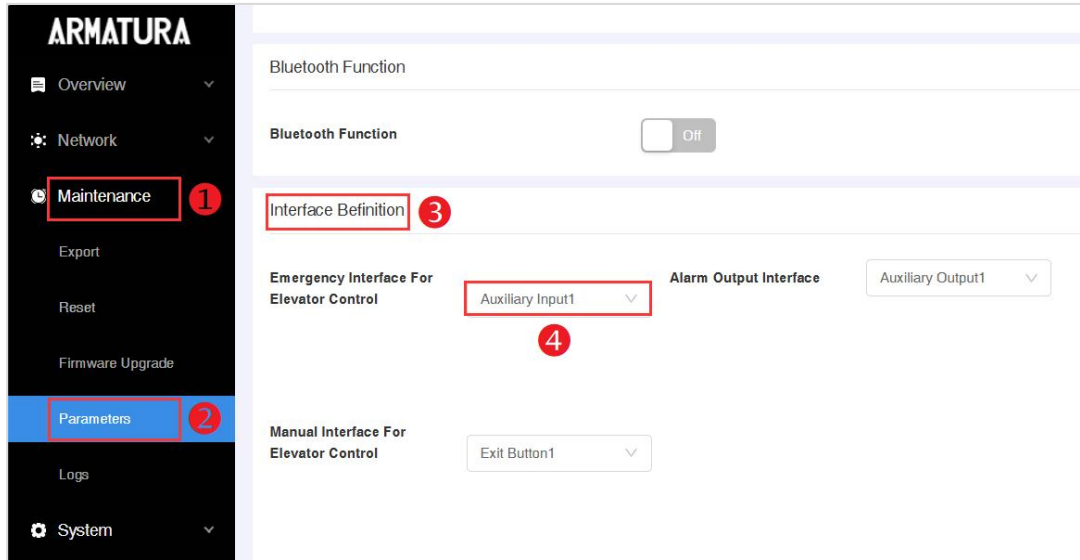 ARMATURA
Overview
Network
Maintenance 1
Export
Reset
Firmware Upgrade
Parameters 2
Logs
System
Bluetooth Function
Bluetooth Function Off
Interface Befinition 3
Emergency Interface For
Elevator Control
Auxiliary Input1
4
Alarm Output Interface
Auxiliary Output1
Manual Interface For
Elevator Control
Exit Button1